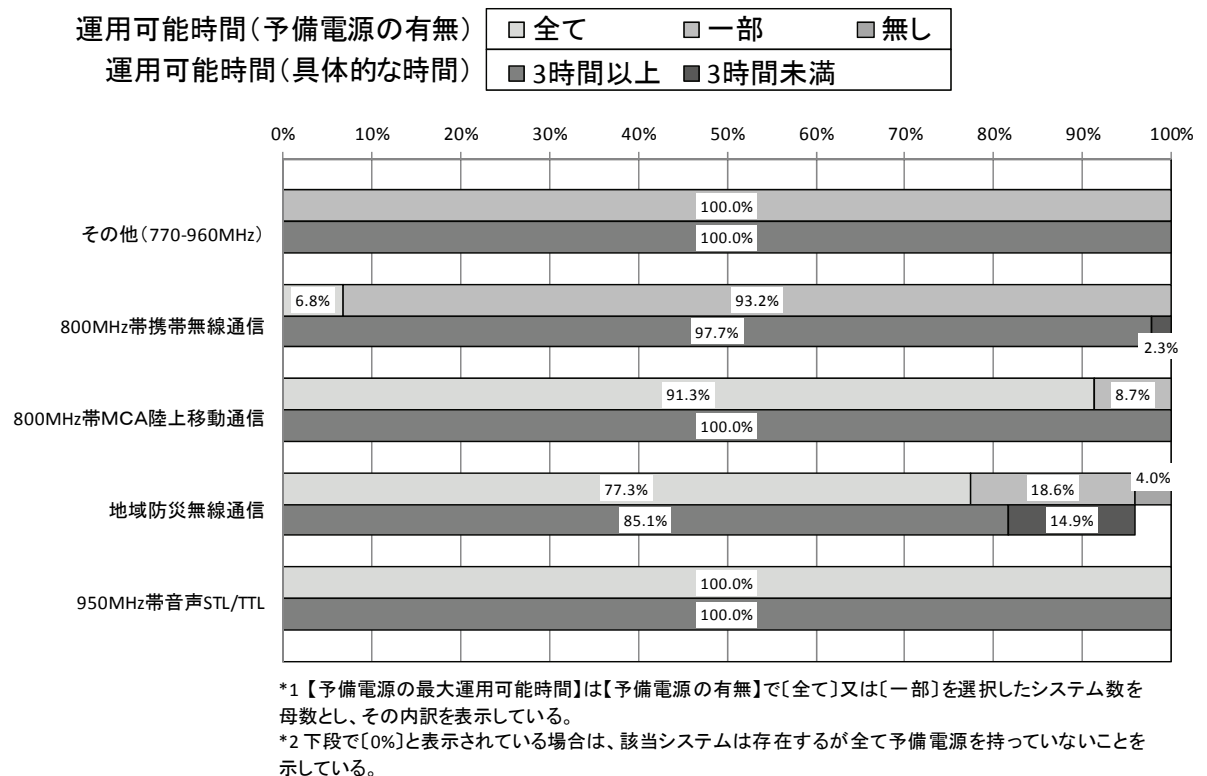 運用可能時間(予備電源の有無) 全て 一部 無し
運用可能時間(具体的な時間) 3時間以上 3時間未満
0% 10% 20% 30% 40% 50% 60% 70% 80% 90% 100%
100.0%
その他(770-960MHz)
100.0%
6.8% 93.2%
800MHz帯携帯無線通信
97.7%
2.3%
91.3% 8.7%
800MHz帯MCA陸上移動通信
100.0%
77.3% 18.6% 4.0%
地域防災無線通信
85.1% 14.9%
100.0%
950MHz帯音声STL/TTL
100.0%
*1 【予備電源の最大運用可能時間】は【予備電源の有無】で〔全て〕又は〔一部〕を選択したシステム数を
母数とし、その内訳を表示している。
*2 下段で〔0%〕と表示されている場合は、該当システムは存在するが全て予備電源を持っていないことを
示している。